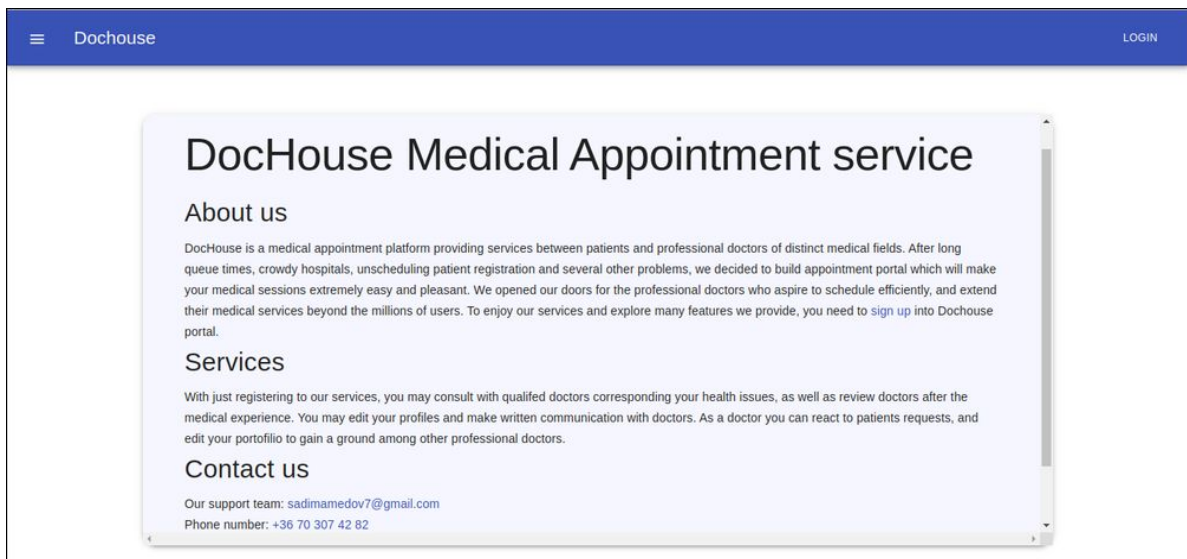 Dochouse
LOGIN
DocHouse Medical Appointment service
About us
DocHouse is a medical appointment platform providing services between patients and professional doctors of distinct medical fields. After long
queue times, crowdy hospitals, unscheduling patient registration and several other problems, we decided to build appointment portal which will make
your medical sessions extremely easy and pleasant. We opened our doors for the professional doctors who aspire to schedule efficiently, and extend
their medical services beyond the millions of users. To enjoy our services and explore many features we provide, you need to sign up into Dochouse
portal.
Services
With just registering to our services, you may consult with qualifed doctors corresponding your health issues, as well as review doctors after the
medical experience. You may edit your profiles and make written communication with doctors. As a doctor you can react to patients requests, and
edit your portofilio to gain a ground among other professional doctors.
Contact us
Our support team: sadimamedov7@gmail.com
Phone number: +36 70 307 42 82